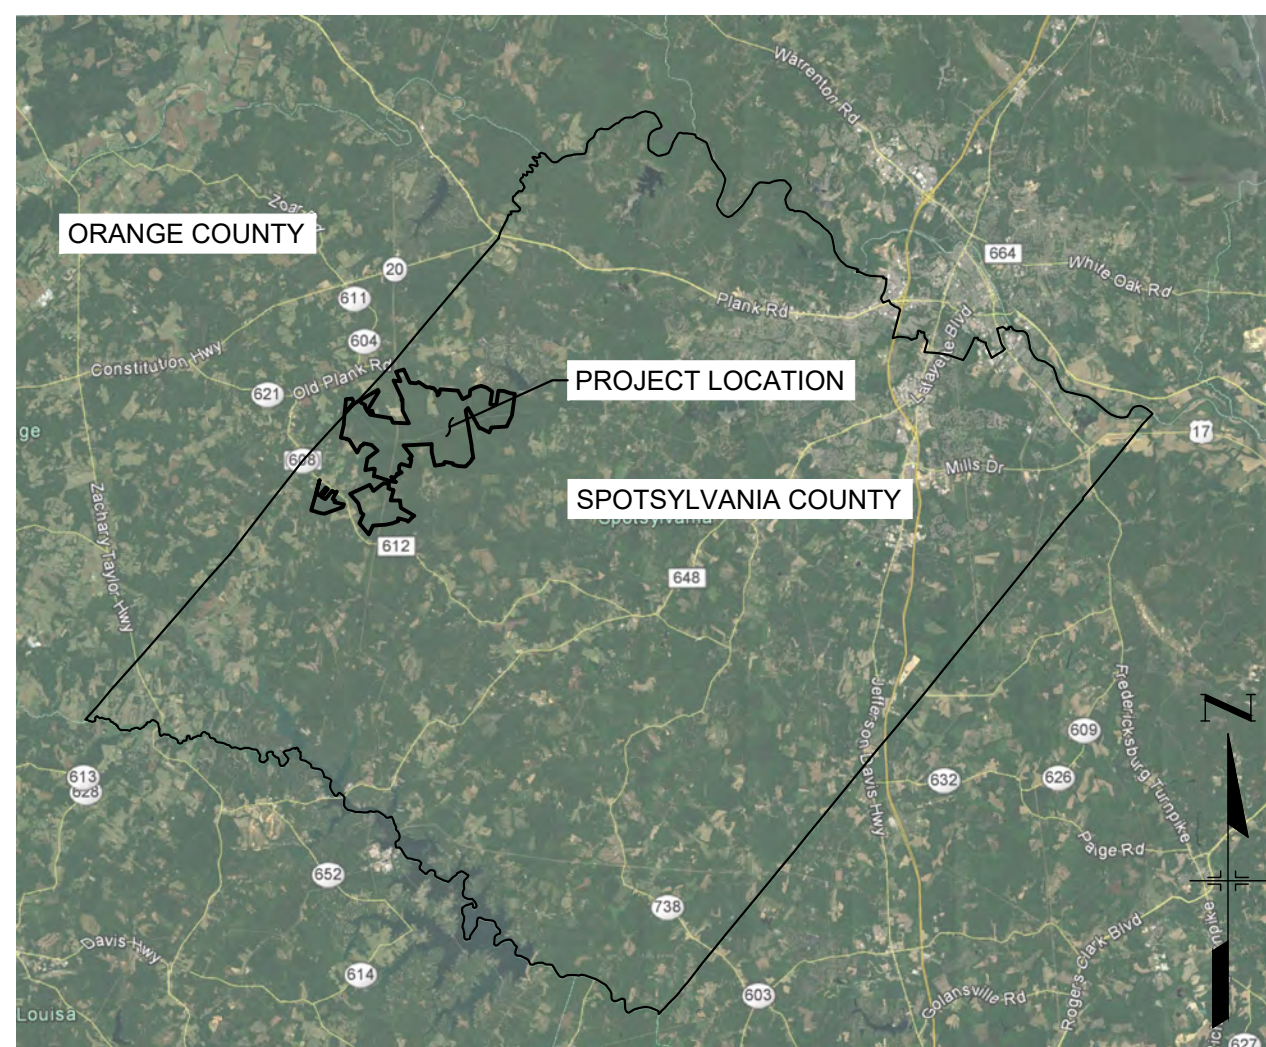 Warrenton Rd
Zoar
ORANGE COUNTY
664
White Oak Rd
20
611
Plank Rd
604
Lafayette Blvd
Constitution Hwy
Old Plank Rd
PROJECT LOCATION
621
17
ge
608
Mills Dr
Zachary Taylor Hwy
SPOTSYLVANIA COUNTY
Spotsylvania
612
648
Jefferson Davis Hwy
Fredericksburg Turnpike
N
609
613
628
632
626
Paige Rd
652
738
npike
Davis Hwy
Rogers Clark Blvd
614
603
Golansville Rd
Louisa
627